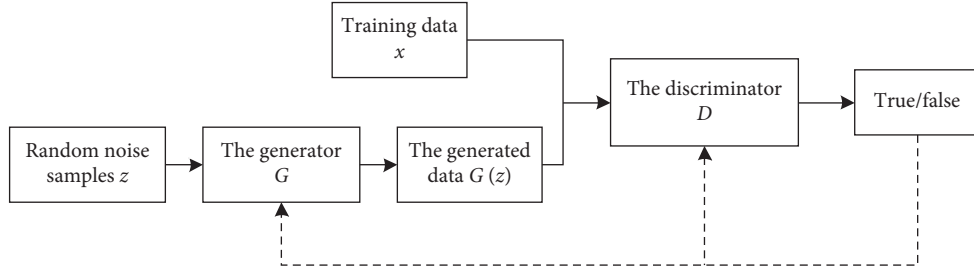 Training data
x
The discriminator
D
True/false
Random noise
samples z
The generator
G
The generated
data G (z)